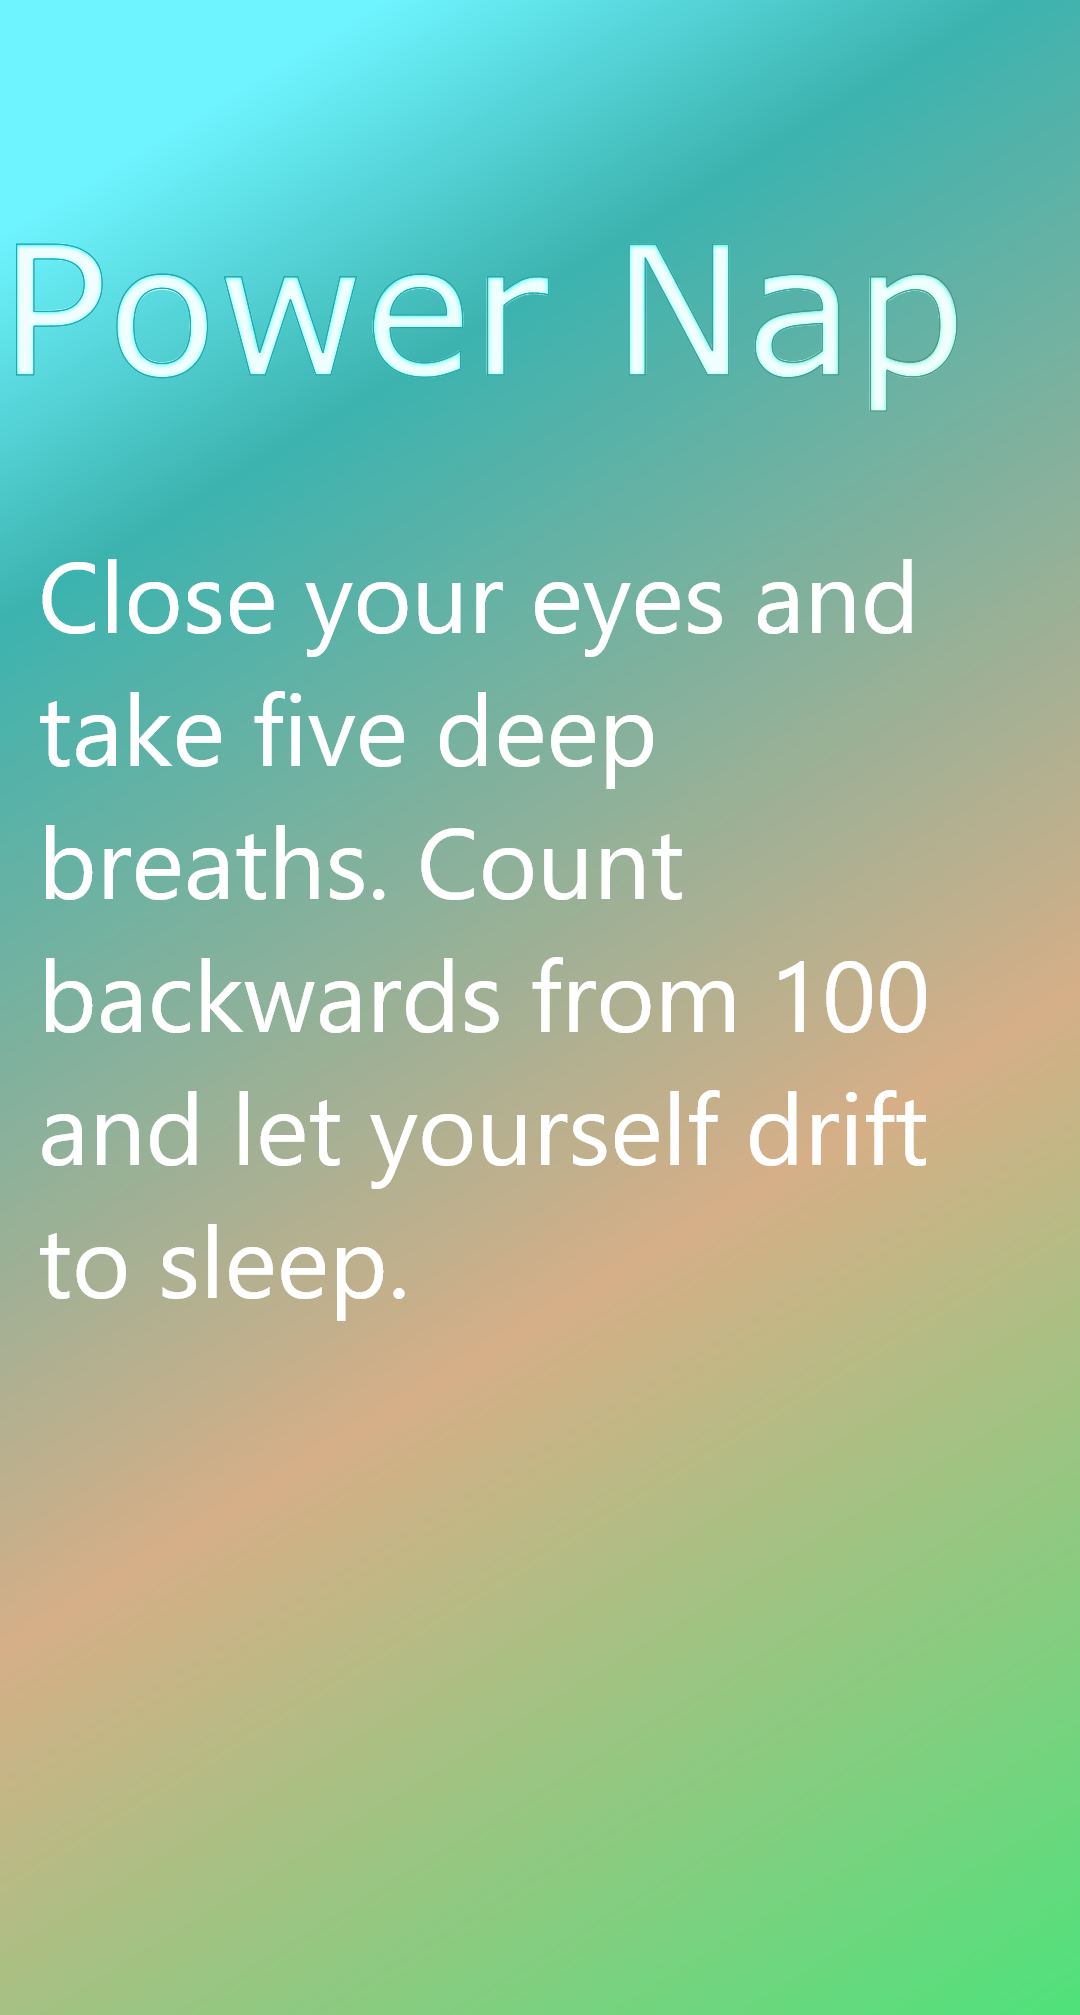 Power Nap
Close your eyes and
take five deep
breaths. Count
backwards from 100
and let yourself drift
to sleep.